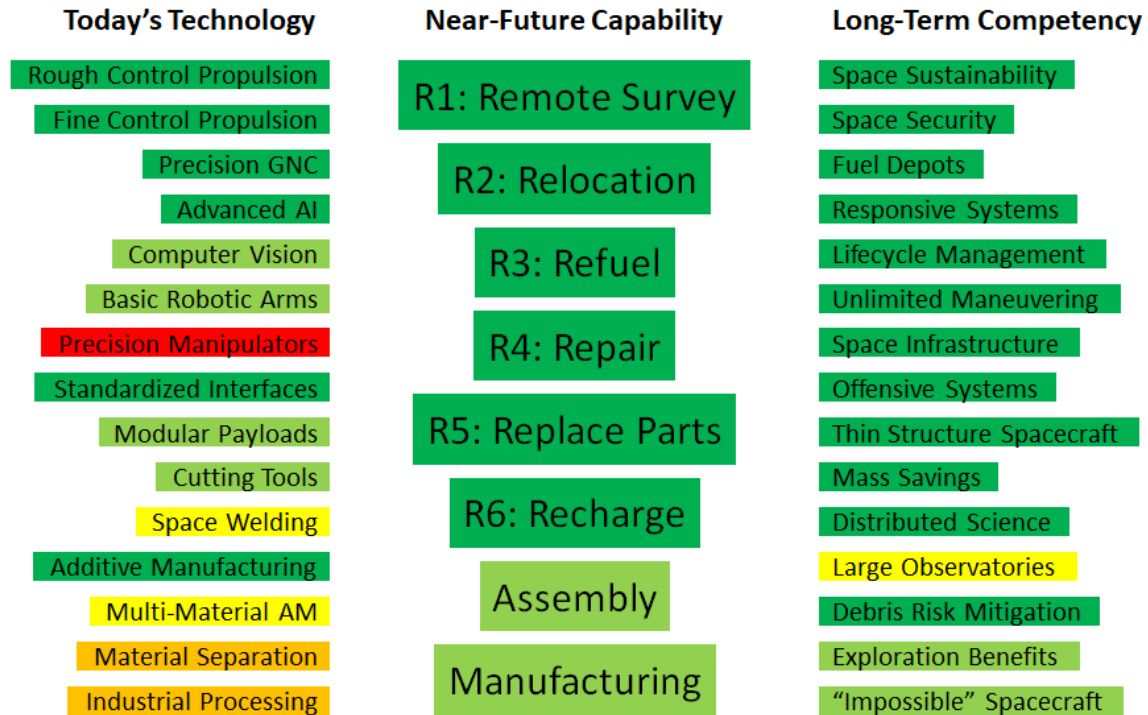 Today’s Technology
Rough Control Propulsion
Fine Control Propulsion
Precision GNC
Advanced AI
Computer Vision
Basic Robotic Arms
Precision Manipulators
Standardized Interfaces
Modular Payloads
Cutting Tools
Space Welding
Additive Manufacturing
Multi-Material AM
Material Separation
Industrial Processing
Near-Future Capability
R1: Remote Survey
R2: Relocation
R3: Refuel
R4: Repair
R5: Replace Parts
R6: Recharge
Assembly
Manufacturing
Long-Term Competency
Space Sustainability
Space Security
Fuel Depots
Responsive Systems
Lifecycle Management
Unlimited Maneuvering
Space Infrastructure
Offensive Systems
Thin Structure Spacecraft
Mass Savings
Distributed Science
Large Observatories
Debris Risk Mitigation
Exploration Benefits
“Impossible” Spacecraft